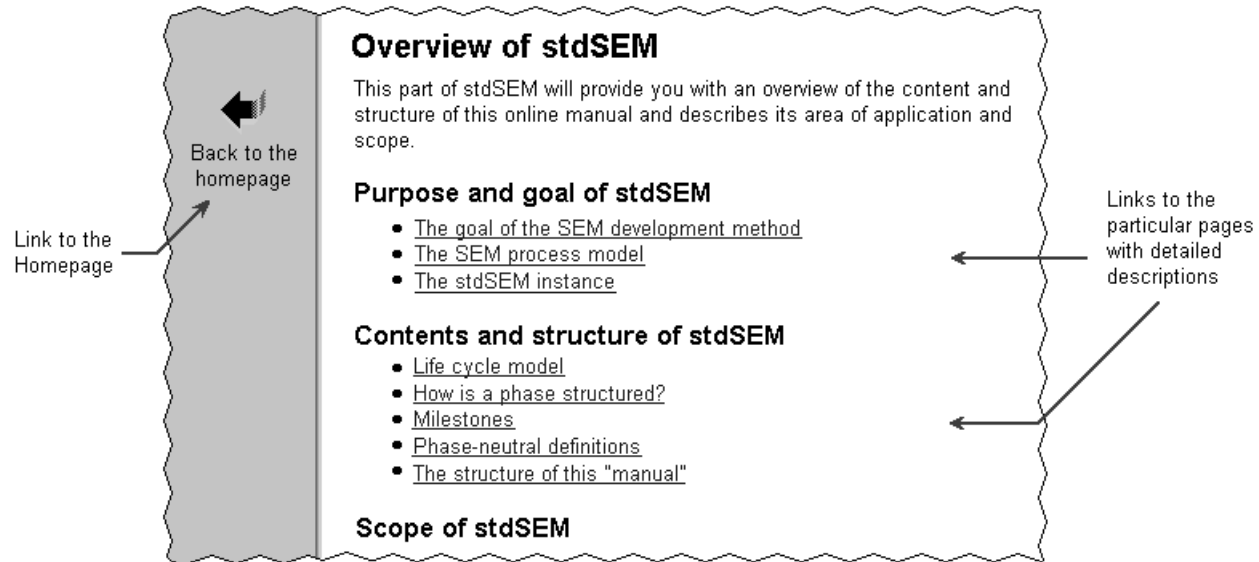 Overview of stdSEM
This part of stdSEM will provide you with an overview of the content and
structure of this online manual and describes its area of application and
scope.
Back to the
homepage
Purpose and goal of stdSEM
The goal of the SEM development method
The SEM process model
The stdSEM instance
Link to the
Homepage
Links to the
particular pages
with detailed
descriptions
Contents and structure of stdSEM
Life cycle model
How is a phase structured?
Milestones
Phase-neutral definitions
The structure of this "manual"
Scope of stdSEM